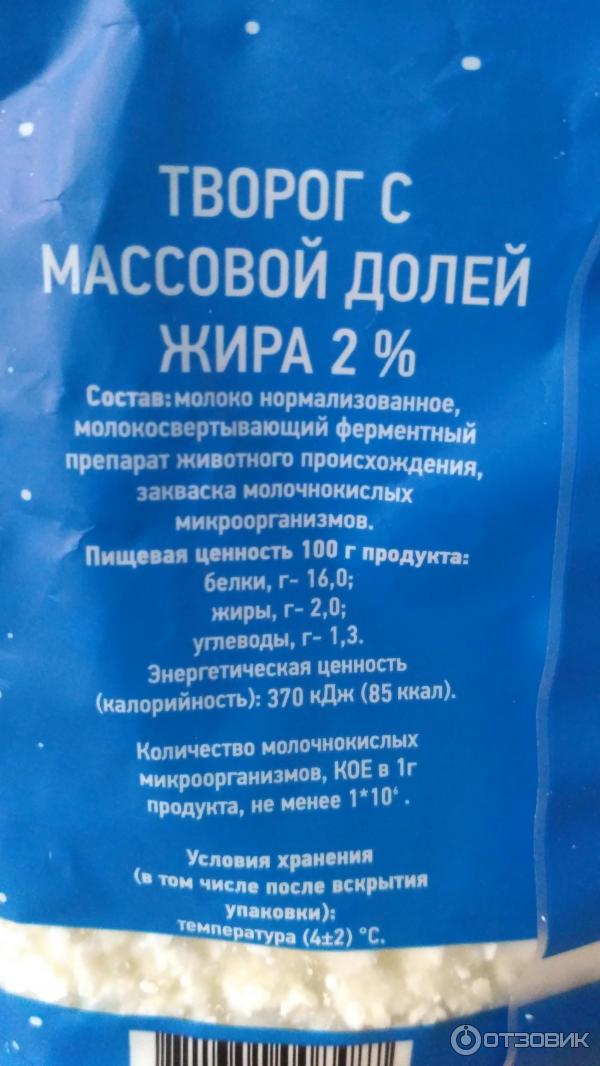 ТВОРОГ С
МАССОВОЙ ДОЛЕЙ
ЖИРА 2 %
Состав: молоко нормализованное,
молокосвертывающий ферментный
препарат животного происхождения,
закваска молочнокислых
микроорганизмов.
Пищевая ценность 100 г продукта:
белки, г- 16,0;
жиры, г- 2,0;
углеводы, г- 1,3.
Энергетическая ценность
(калорийность): 370 кДж (85 ккал).
Количество молочнокислых
микроорганизмов, КОЕ в 1г
продукта, не менее 1*10⁶ .
Условия хранения
(в том числе после вскрытия
упаковки):
температура (4±2) °С.
ОТЗОВИК